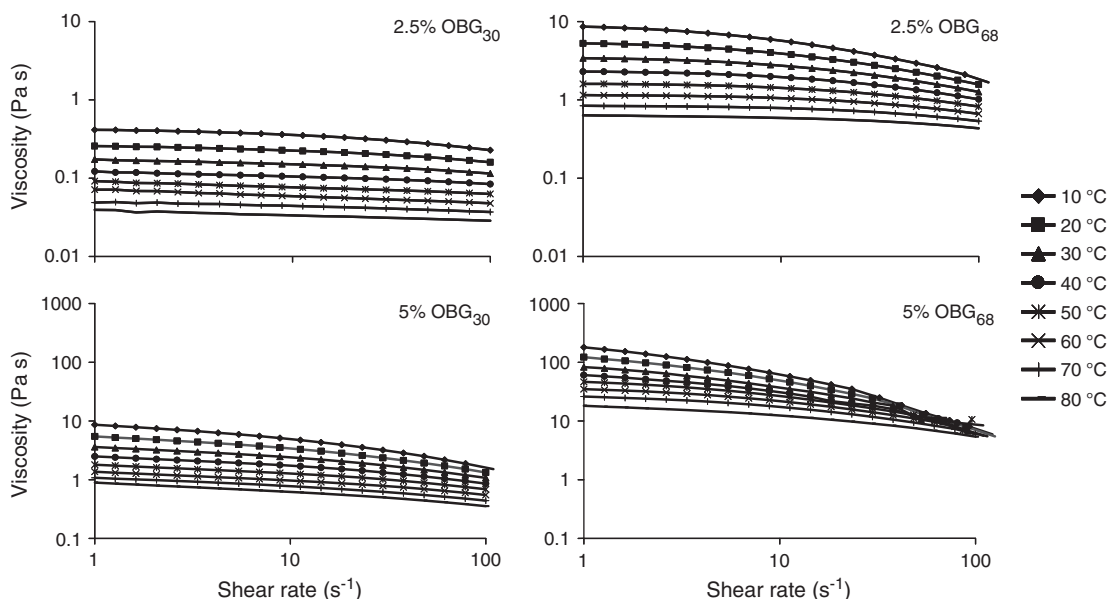 10
2.5% OBG30
Viscosity (Pa s)
1
0.1
0.01
10
2.5% OBG68
1
0.1
0.01
1000
5% OBG30
Viscosity (Pa s)
100
10
1
0.1
1
10
100
Shear rate (s-1)
1000
5% OBG68
100
10
1
0.1
1
10
100
Shear rate (s-1)
10 °C
20 °C
30 °C
40 °C
50 °C
60 °C
70 °C
80 °C